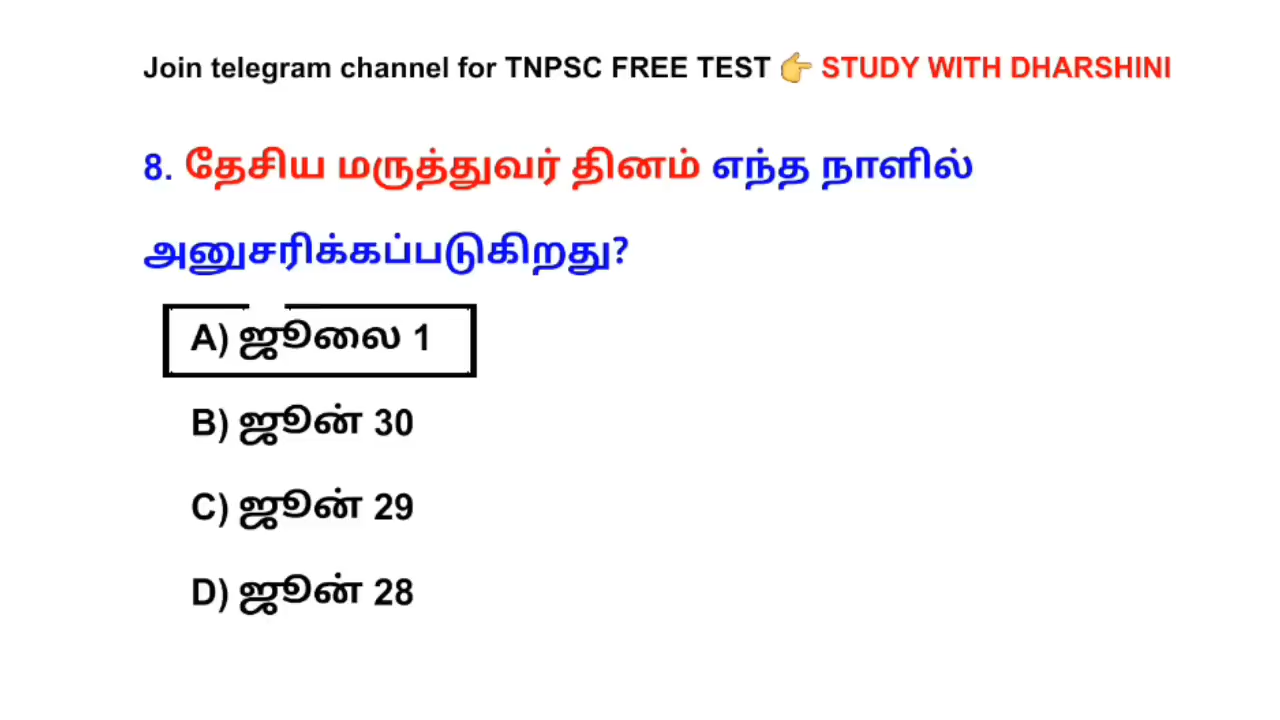 Join telegram channel for TNPSC FREE TEST 👉 STUDY WITH DHARSHINI
8. தேசிய மருத்துவர் தினம் எந்த நாளில்
அனுசரிக்கப்படுகிறது?
A) ஜூலை 1
B) ஜூன் 30
C) ஜூன் 29
D) ஜூன் 28